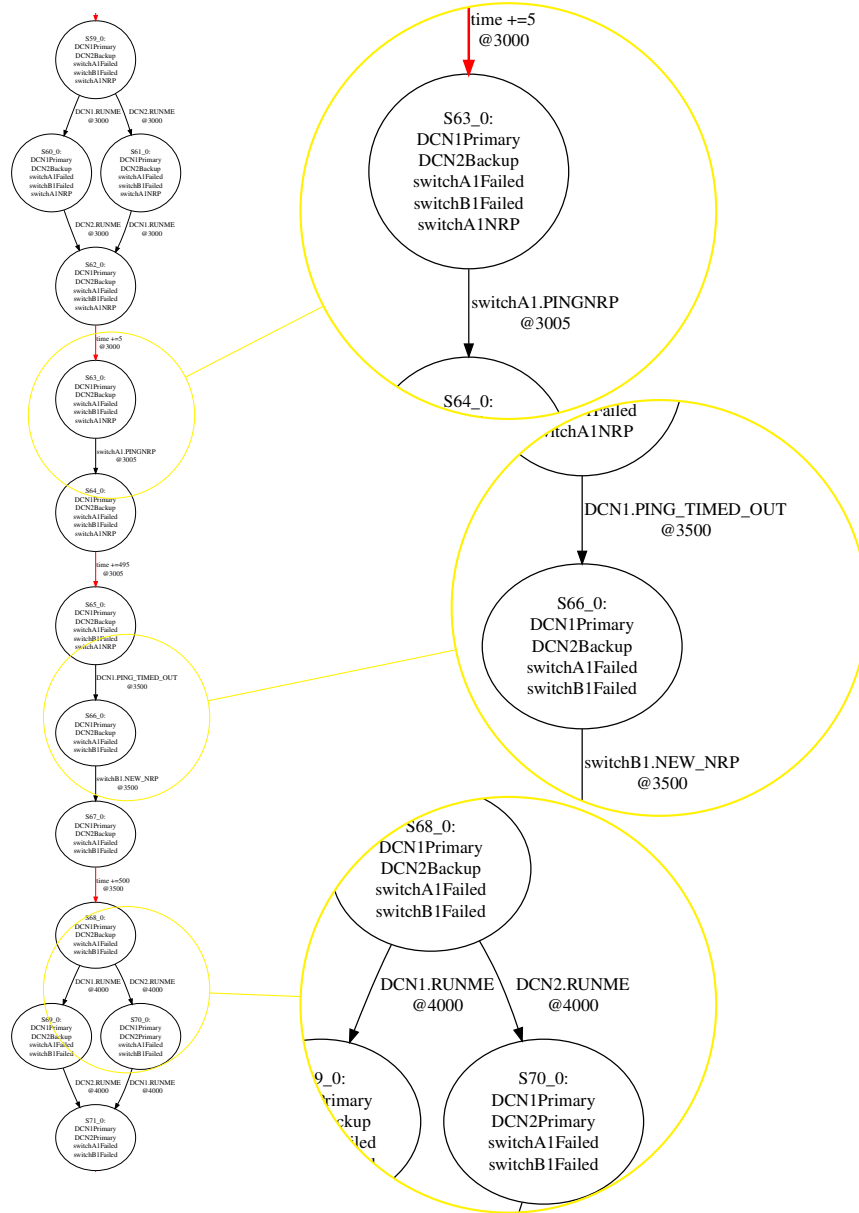 S59_0:
DCN1Primary
DCN2Backup
switchA1Failed
switchB1Failed
switchA1NRP
DCN1.RUNME
@3000
DCN2.RUNME
@3000
S60_0:
DCN1Primary
DCN2Backup
switchA1Failed
switchB1Failed
switchA1NRP
S61_0:
DCN1Primary
DCN2Backup
switchA1Failed
switchB1Failed
switchA1NRP
DCN2.RUNME
@3000
DCN1.RUNME
@3000
S62_0:
DCN1Primary
DCN2Backup
switchA1Failed
switchB1Failed
switchA1NRP
time +=5
@3000
S63_0:
DCN1Primary
DCN2Backup
switchA1Failed
switchB1Failed
switchA1NRP
switchA1.PINGNRP
@3005
S64_0:
DCN1Primary
DCN2Backup
switchA1Failed
switchB1Failed
switchA1NRP
time +=495
@3005
S65_0:
DCN1Primary
DCN2Backup
switchA1Failed
switchB1Failed
switchA1NRP
DCN1.PING_TIMED_OUT
@3500
S66_0:
DCN1Primary
DCN2Backup
switchA1Failed
switchB1Failed
switchB1.NEW_NRP
@3500
S67_0:
DCN1Primary
DCN2Backup
switchA1Failed
switchB1Failed
time +=500
@3500
S68_0:
DCN1Primary
DCN2Backup
switchA1Failed
switchB1Failed
DCN1.RUNME
@4000
DCN2.RUNME
@4000
S69_0:
DCN1Primary
DCN2Backup
switchA1Failed
switchB1Failed
S70_0:
DCN1Primary
DCN2Primary
switchA1Failed
switchB1Failed
DCN2.RUNME
@4000
DCN1.RUNME
@4000
S71_0:
DCN1Primary
DCN2Primary
switchA1Failed
switchB1Failed
time +=5
@3000
S63_0:
DCN1Primary
DCN2Backup
switchA1Failed
switchB1Failed
switchA1NRP
switchA1.PINGNRP
@3005
S64_0:
1Failed
witchA1NRP
DCN1.PING_TIMED_OUT
@3500
S66_0:
DCN1Primary
DCN2Backup
switchA1Failed
switchB1Failed
switchB1.NEW_NRP
@3500
S68_0:
DCN1Primary
DCN2Backup
switchA1Failed
switchB1Failed
DCN1.RUNME
@4000
DCN2.RUNME
@4000
9_0:
rimary
ckup
iled
S70_0:
DCN1Primary
DCN2Primary
switchA1Failed
switchB1Failed